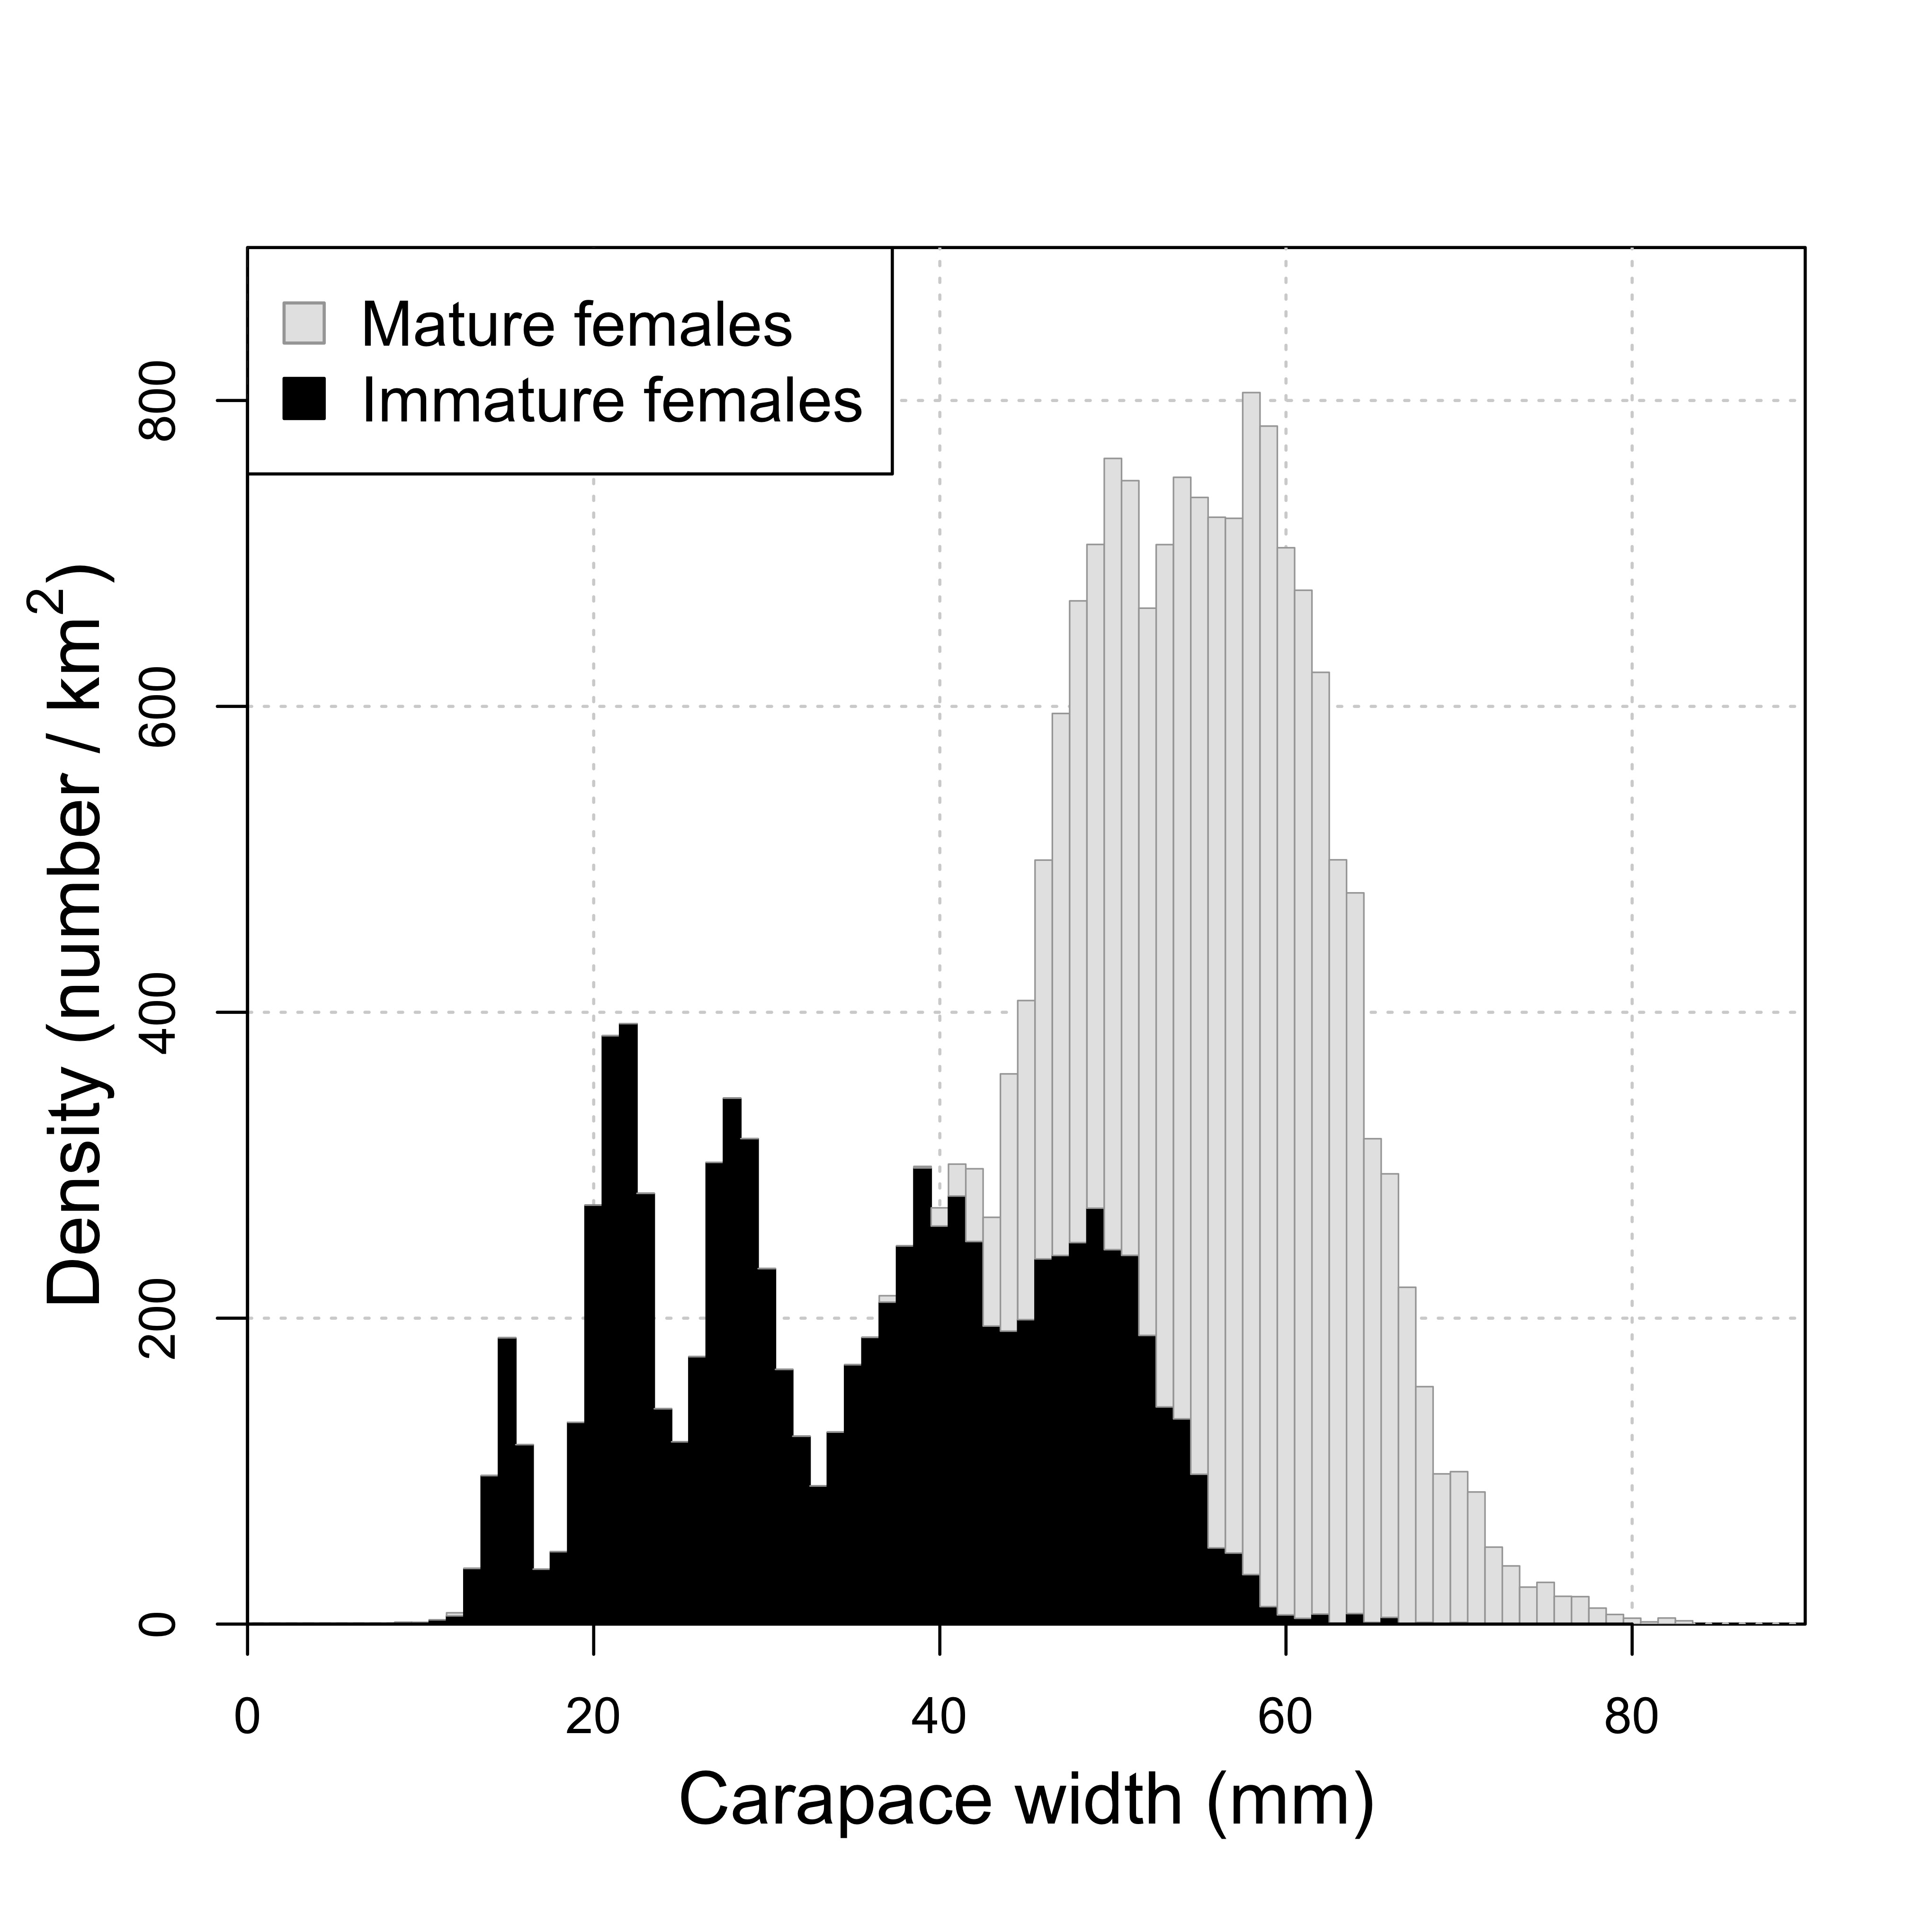 Mature females
Immature females
Density (number / km²)
800
600
400
200
0
0 20 40 60 80
Carapace width (mm)